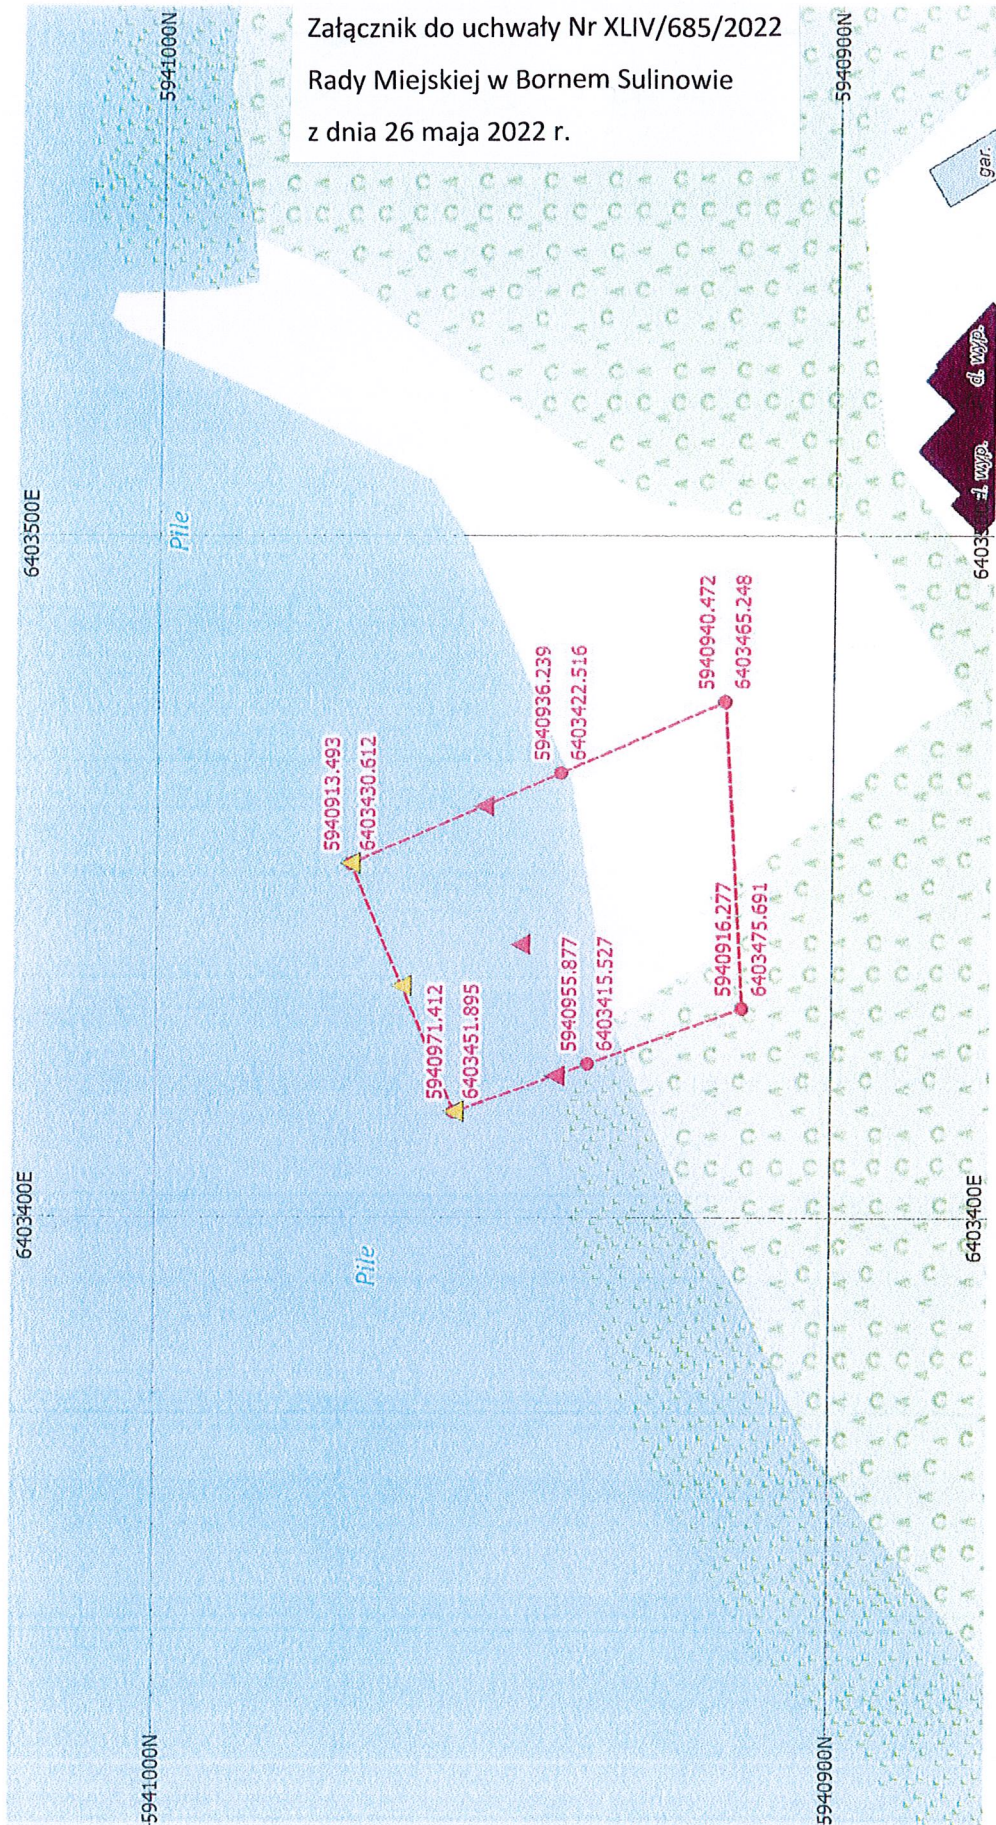 Załącznik do uchwały Nr XLIV/685/2022
Rady Miejskiej w Bornem Sulinowie
z dnia 26 maja 2022 r.
5941000N
5940900N
gar.
d. wyp.
d. wyp.
6403500E
Pile
5940913.493
6403430.612
5940936.239
6403422.516
5940940.472
6403465.248
5940971.412
6403451.895
5940955.877
6403415.527
5940916.277
6403475.691
6403400E
Pile
6403400E
5941000N
5940900N